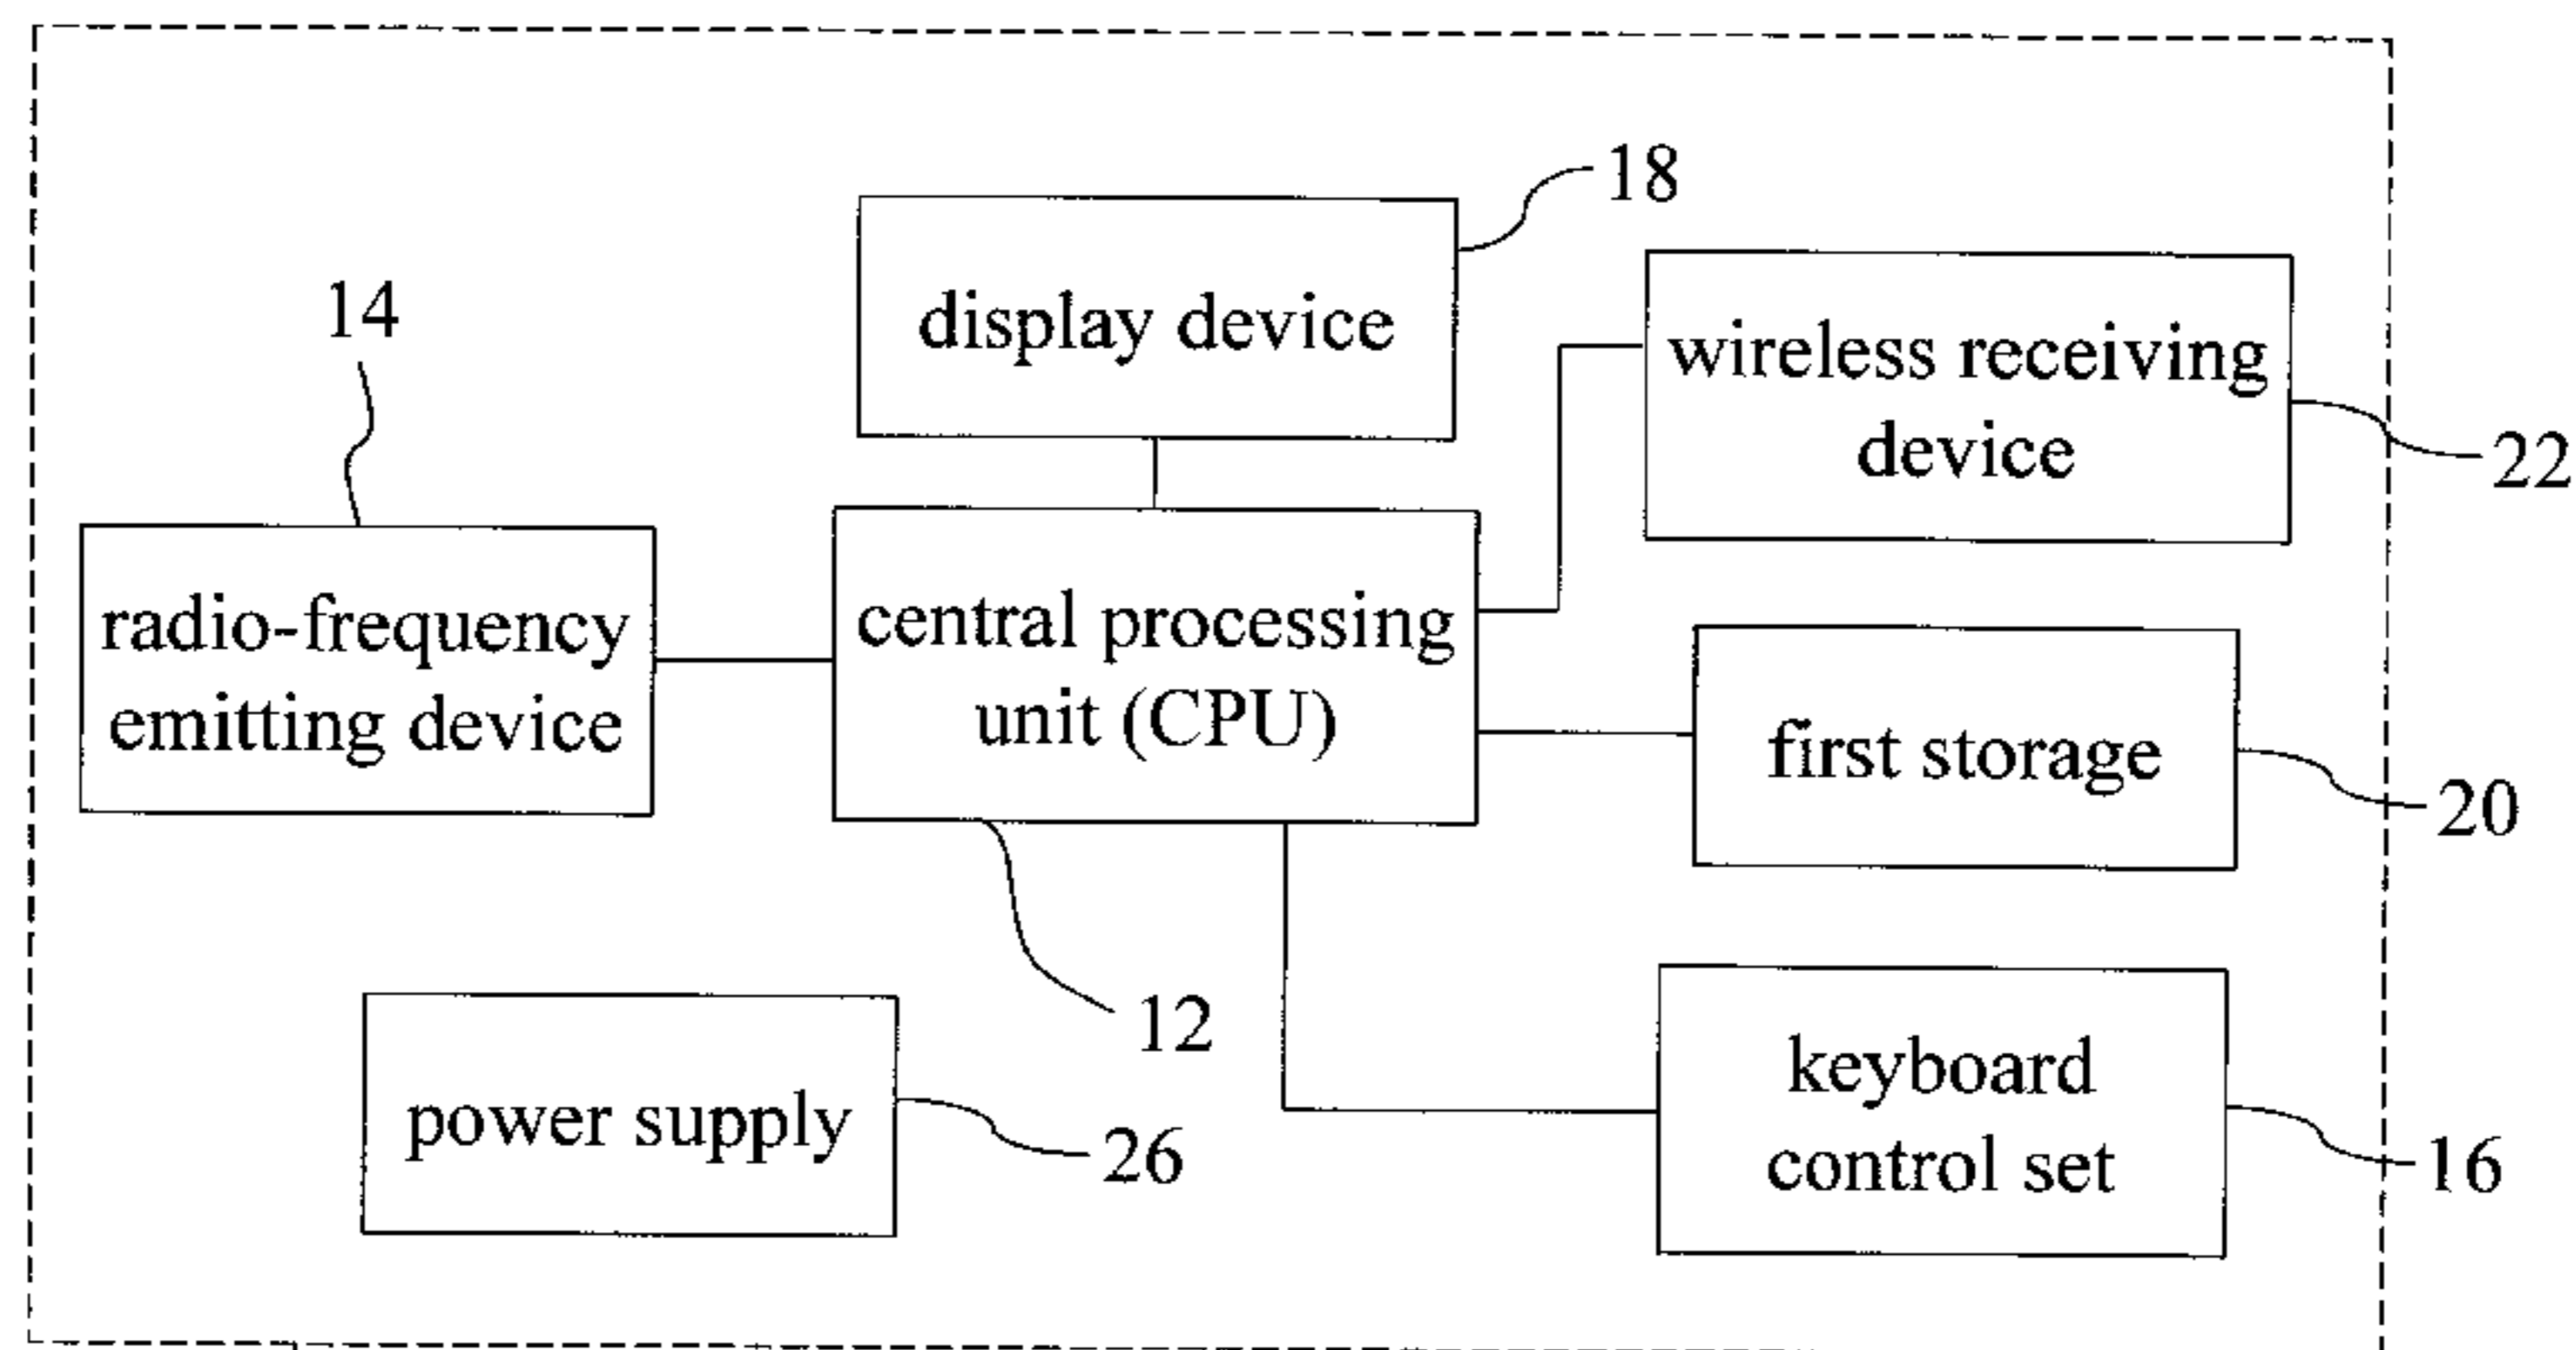 18
display device
14
wireless receiving
device
22
radio-frequency
emitting device
central processing
unit (CPU)
first storage
20
12
keyboard
control set
16
power supply
26